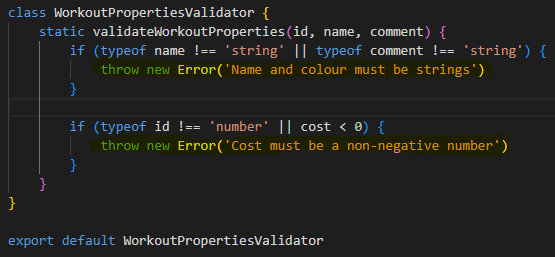 class WorkoutPropertiesValidator {
static validateWorkoutProperties(id, name, comment) {
if (typeof name !== 'string' || typeof comment !== 'string') {
throw new Error('Name and colour must be strings')
}
if (typeof id !== 'number' || cost < 0) {
throw new Error('Cost must be a non-negative number')
}
}
}
export default WorkoutPropertiesValidator